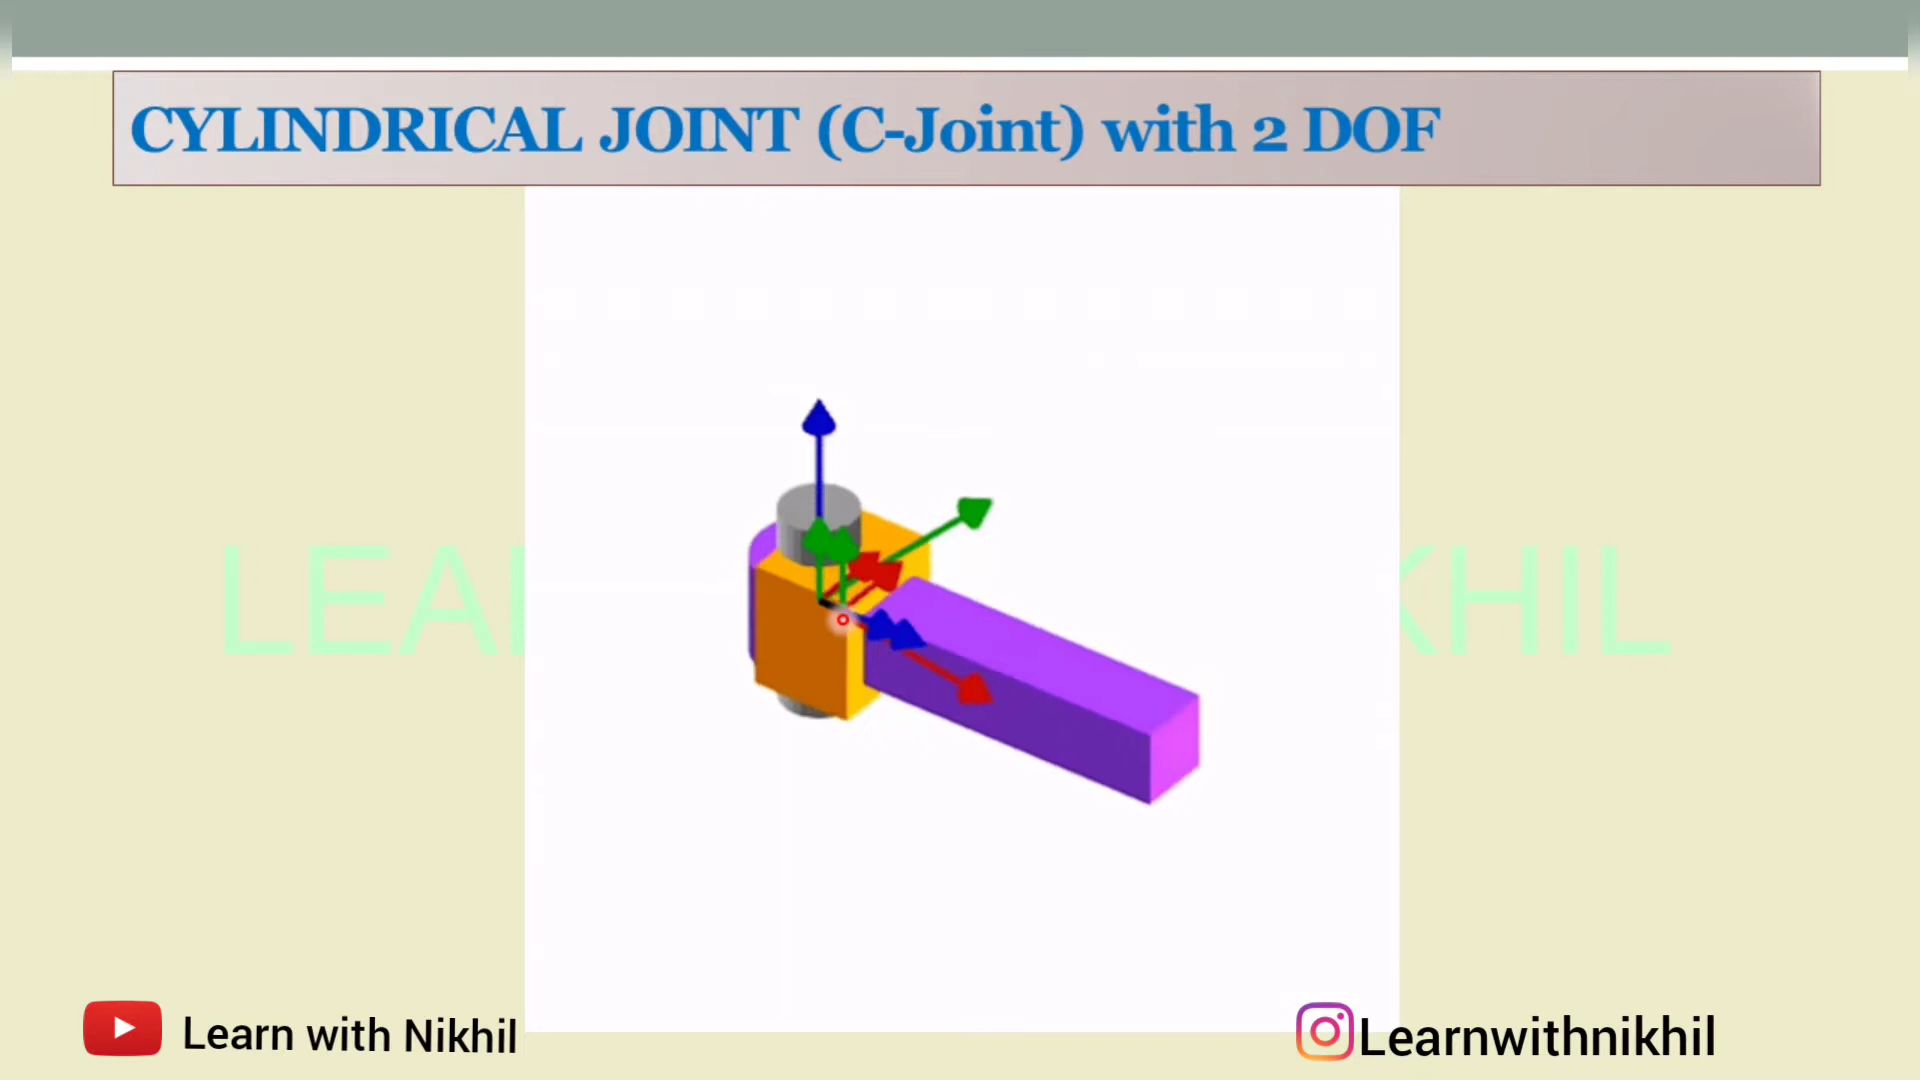 CYLINDRICAL JOINT (C-Joint) with 2 DOF
Learn with Nikhil
Learnwithnikhil